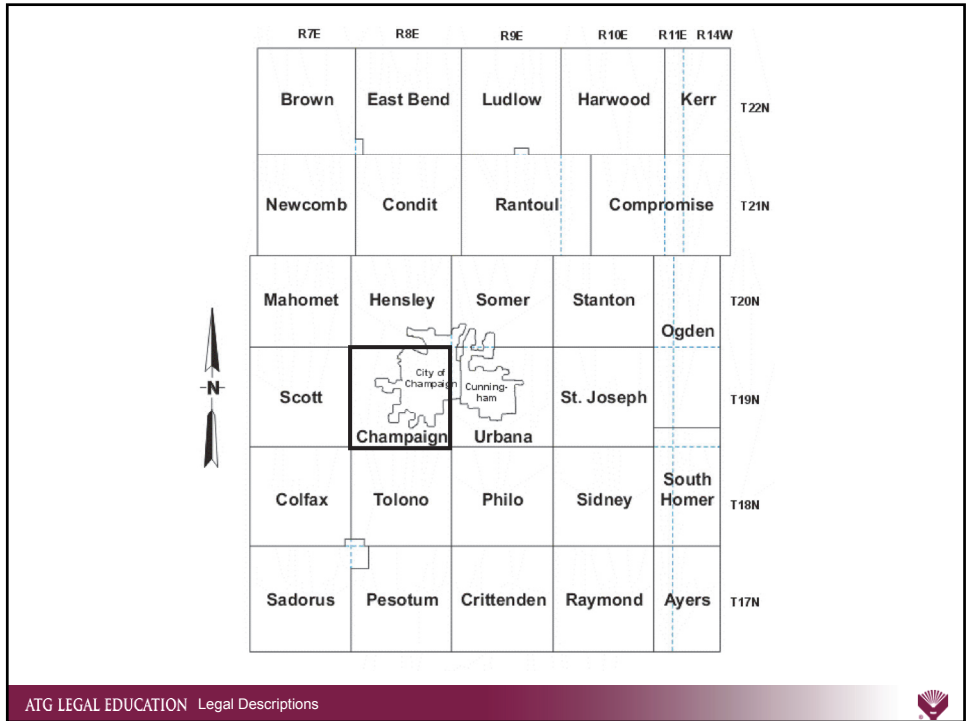 R7E R8E R9E R10E R11E R14W
Brown East Bend Ludlow Harwood Kerr T22N
Newcomb Condit Rantoul Compromise T21N
Mahomet Hensley Somer Stanton T20N
Ogden
N
City of
Champaign
Cunning-
ham
Scott St. Joseph T19N
Champaign Urbana
South
Colfax Tolono Philo Sidney Homer T18N
Sadorus Pesotum Crittenden Raymond Ayers T17N
ATG LEGAL EDUCATION Legal Descriptions
®